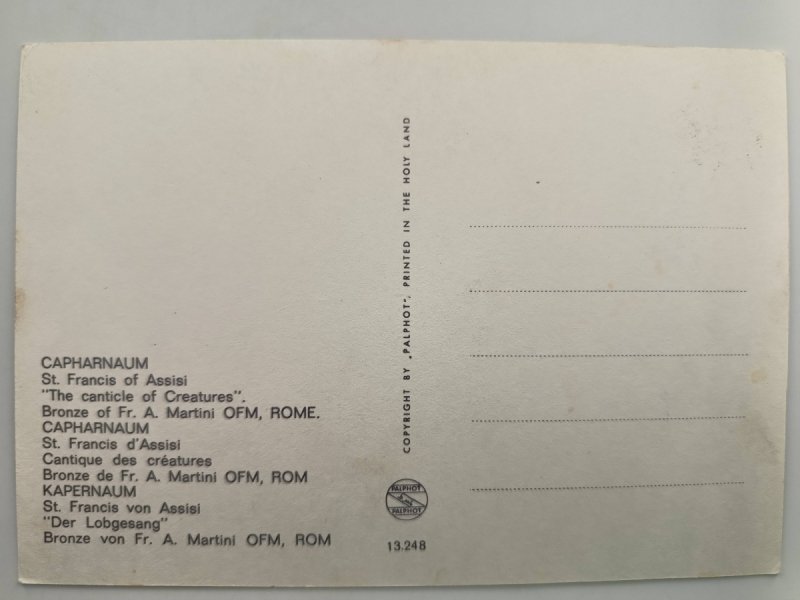 CAPHARNAUM
St. Francis of Assisi
"The canticle of Creatures".
Bronze of Fr. A. Martini OFM, ROME.
CAPHARNAUM
St. Francis d'Assisi
Cantique des créatures
Bronze de Fr. A. Martini OFM, ROM
KAPERNAUM
St. Francis von Assisi
"Der Lobgesang"
Bronze von Fr. A. Martini OFM, ROM
COPYRIGHT BY „PALPHOT", PRINTED IN THE HOLY LAND
PALPHOT
PALPHOT
13.248